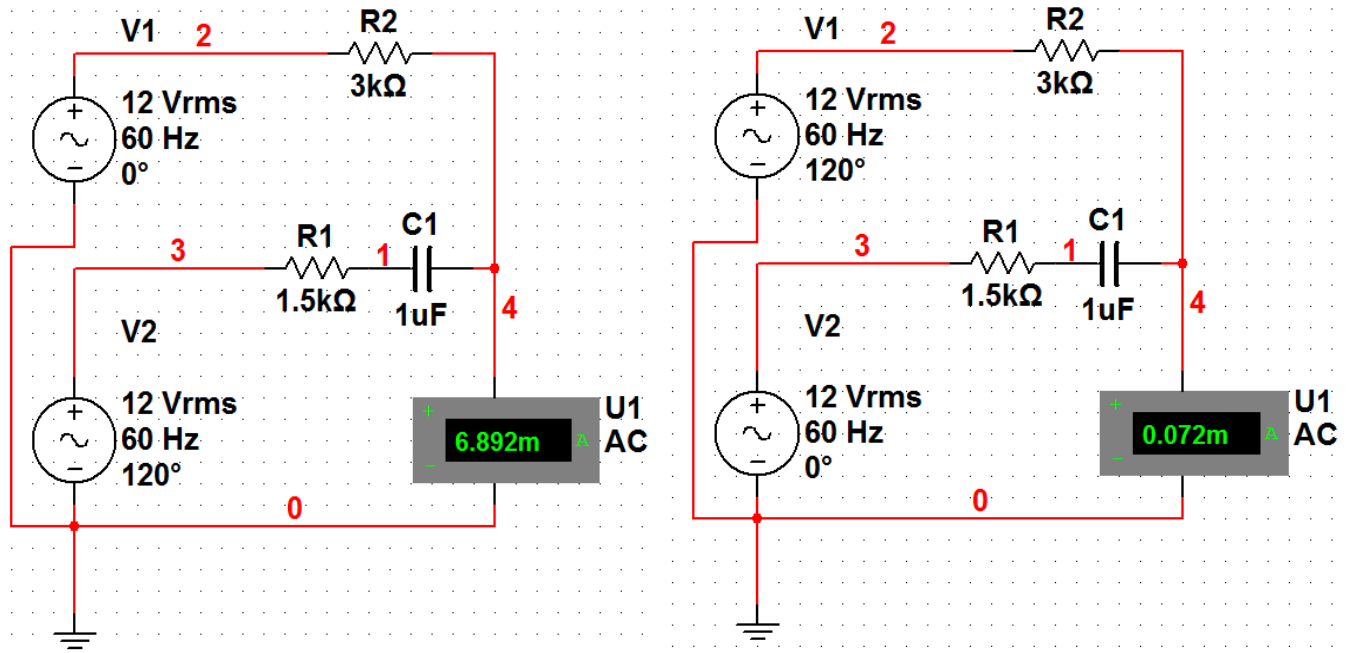 V1
2
R2
3kΩ
12 Vrms
60 Hz
0°
3
R1
1
C1
1.5kΩ
1uF
4
V2
12 Vrms
60 Hz
120°
+
-
6.892m
A
U1
AC
0
V1
2
R2
3kΩ
12 Vrms
60 Hz
120°
3
R1
1
C1
1.5kΩ
1uF
4
V2
12 Vrms
60 Hz
0°
+
-
0.072m
A
U1
AC
0